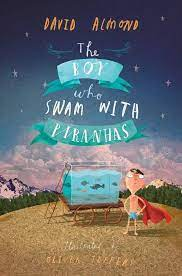 DAVID ALMOND
The
BOY
who
SWAM WITH
PIRANHAS
Illustrated by
OLIVER JEFFERS